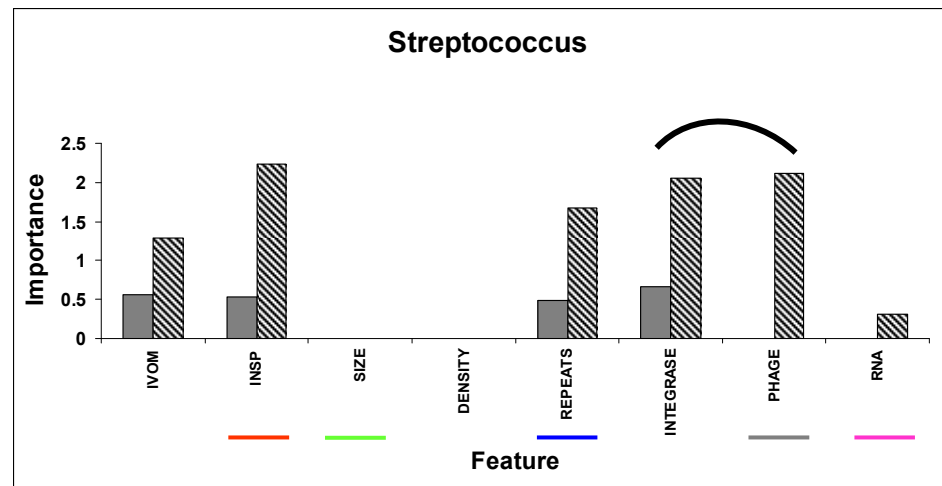 Streptococcus
Importance
2.5
2
1.5
1
0.5
0
IVOM
INSP
SIZE
DENSITY
REPEATS
INTEGRASE
PHAGE
RNA
Feature